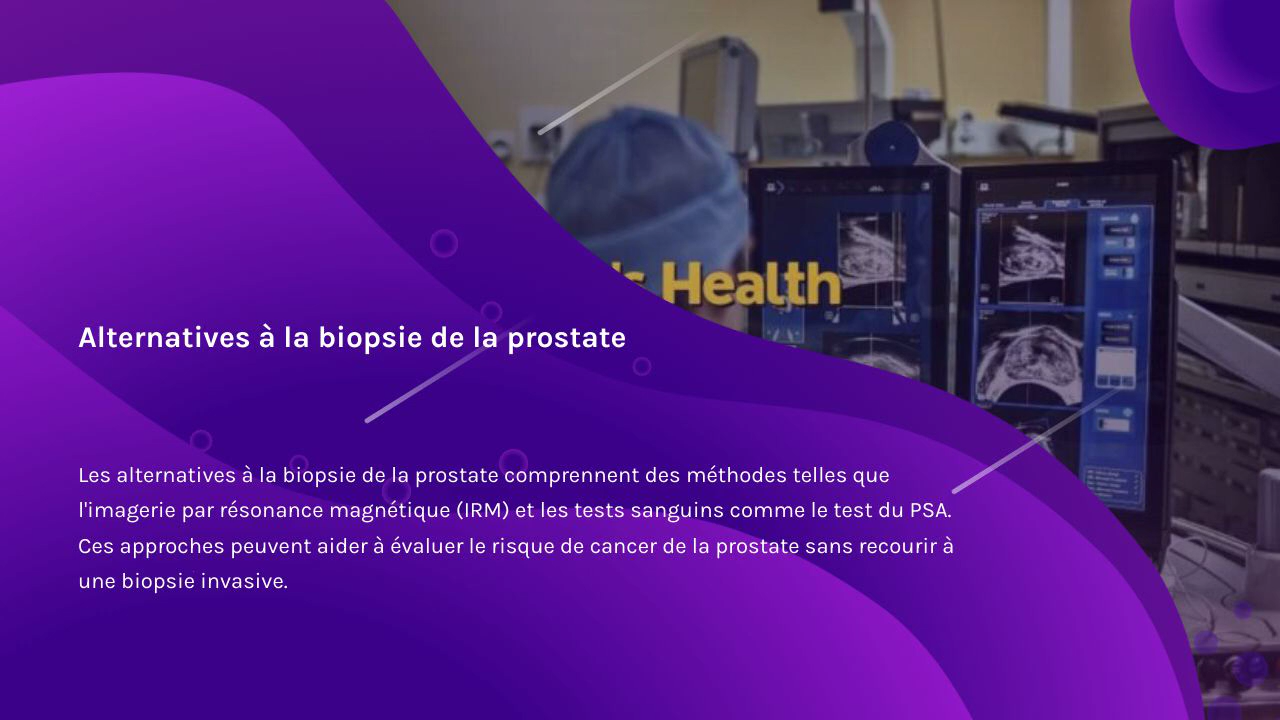 s Health
Alternatives à la biopsie de la prostate
Les alternatives à la biopsie de la prostate comprennent des méthodes telles que
l'imagerie par résonance magnétique (IRM) et les tests sanguins comme le test du PSA.
Ces approches peuvent aider à évaluer le risque de cancer de la prostate sans recourir à
une biopsie invasive.